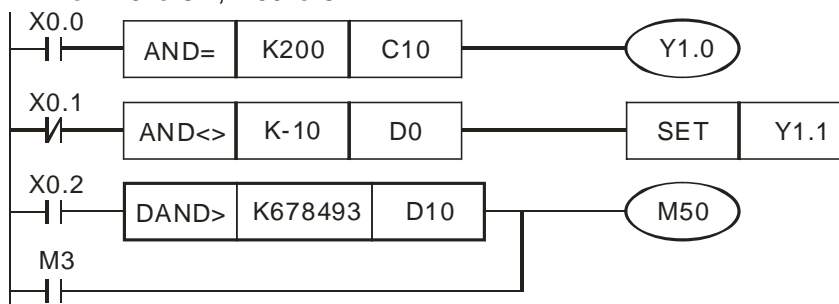 X0.0
AND= K200 C10 Y1.0
X0.1
AND<> K-10 D0 SET Y1.1
X0.2
DAND> K678493 D10 M50
M3